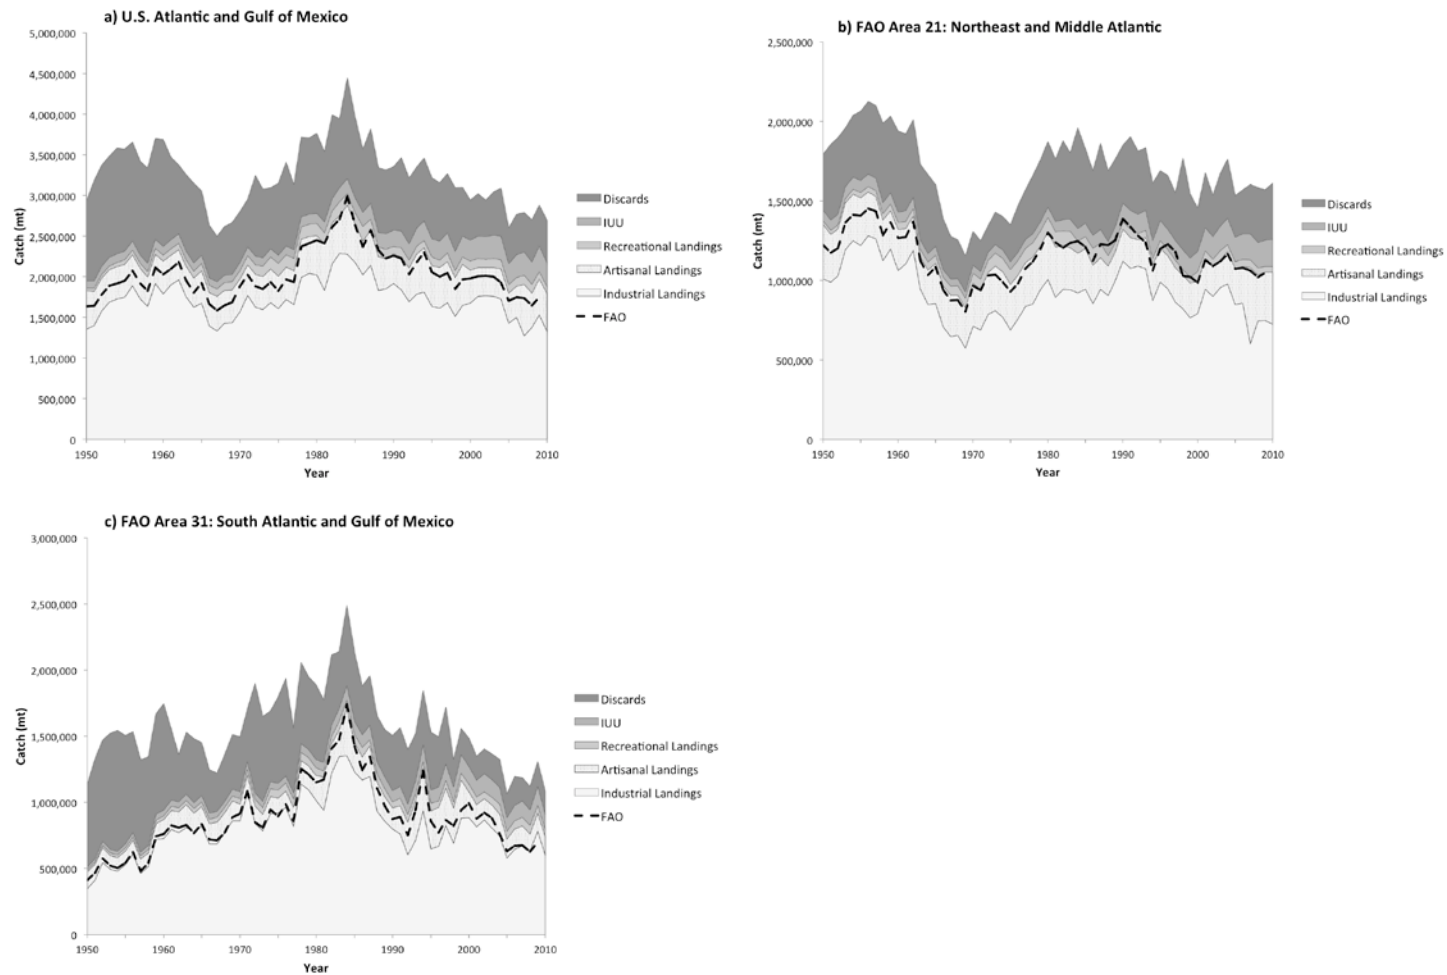 a) U.S. Atlantic and Gulf of Mexico
5,000,000
4,500,000
4,000,000
3,500,000
3,000,000
2,500,000
2,000,000
1,500,000
1,000,000
500,000
0
Catch (mt)
1950 1960 1970 1980 1990 2000 2010
Year
Discards
IUU
Recreational Landings
Artisanal Landings
Industrial Landings
FAO
b) FAO Area 21: Northeast and Middle Atlantic
2,500,000
2,000,000
1,500,000
1,000,000
500,000
0
Catch (mt)
1950 1960 1970 1980 1990 2000 2010
Year
Discards
IUU
Recreational Landings
Artisanal Landings
Industrial Landings
FAO
c) FAO Area 31: South Atlantic and Gulf of Mexico
3,000,000
2,500,000
2,000,000
1,500,000
1,000,000
500,000
0
Catch (mt)
1950 1960 1970 1980 1990 2000 2010
Year
Discards
IUU
Recreational Landings
Artisanal Landings
Industrial Landings
FAO